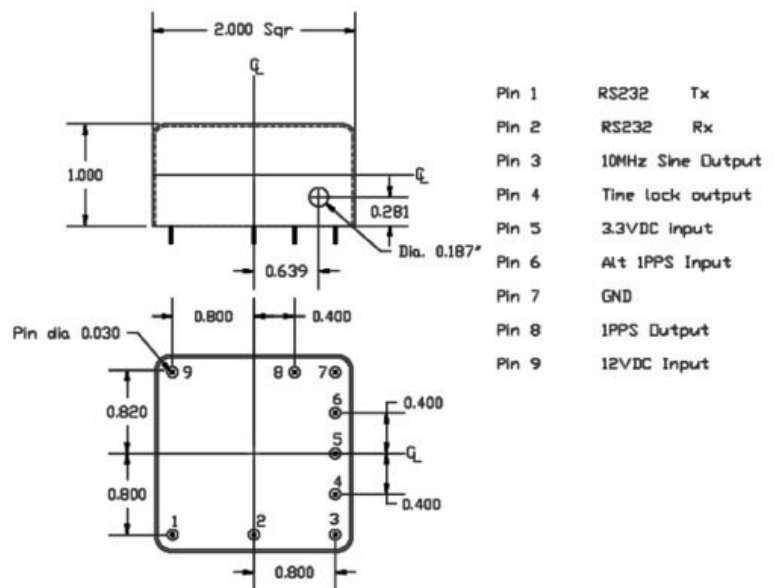 2.000 Sqr
℄
1.000
℄
0.281
Dia. 0.187"
0.639
0.800
0.400
Pin dia 0.030
9
8
7
6
0.400
0.820
5
℄
0.800
4
0.400
1
2
3
0.800
Pin 1 RS232 Tx
Pin 2 RS232 Rx
Pin 3 10MHz Sine Output
Pin 4 Time lock output
Pin 5 3.3VDC input
Pin 6 Alt 1PPS Input
Pin 7 GND
Pin 8 1PPS Output
Pin 9 12VDC Input